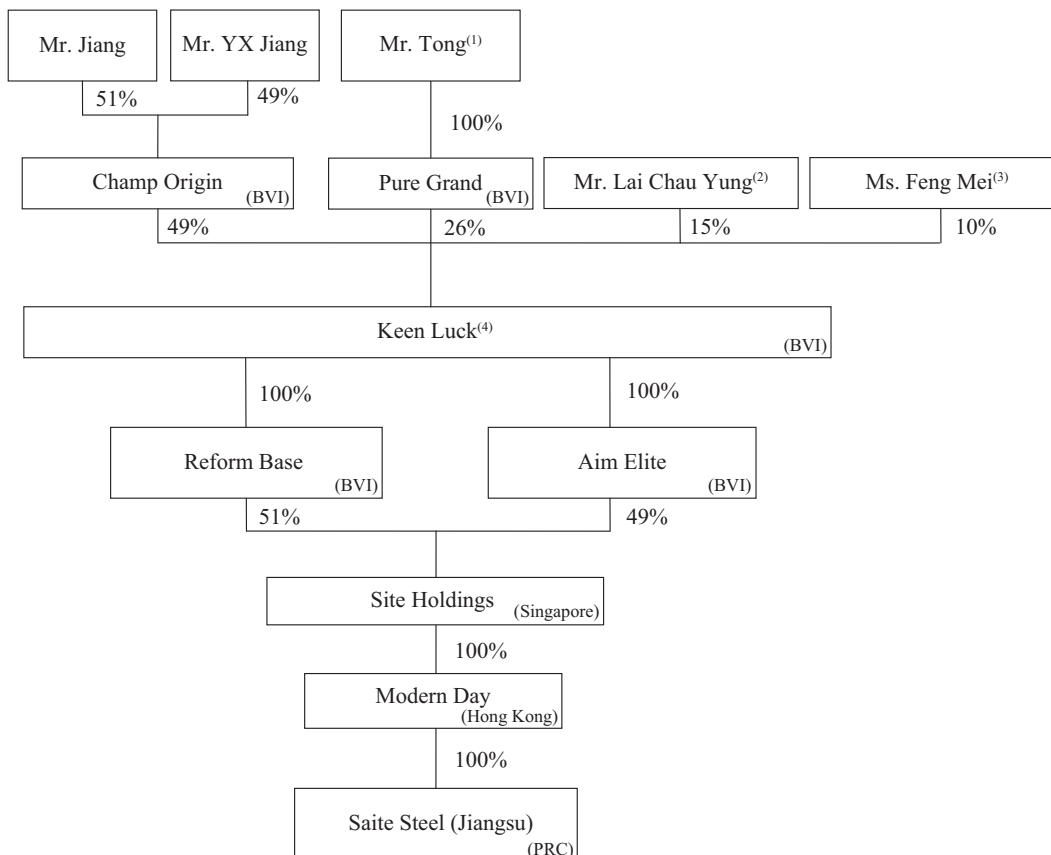 Mr. Jiang
Mr. YX Jiang
Mr. Tong(1)
51%
49%
100%
Champ Origin
(BVI)
Pure Grand
(BVI)
Mr. Lai Chau Yung(2)
Ms. Feng Mei(3)
49%
26%
15%
10%
Keen Luck(4)
(BVI)
100%
100%
Reform Base
(BVI)
Aim Elite
(BVI)
51%
49%
Site Holdings
(Singapore)
100%
Modern Day
(Hong Kong)
100%
Saite Steel (Jiangsu)
(PRC)